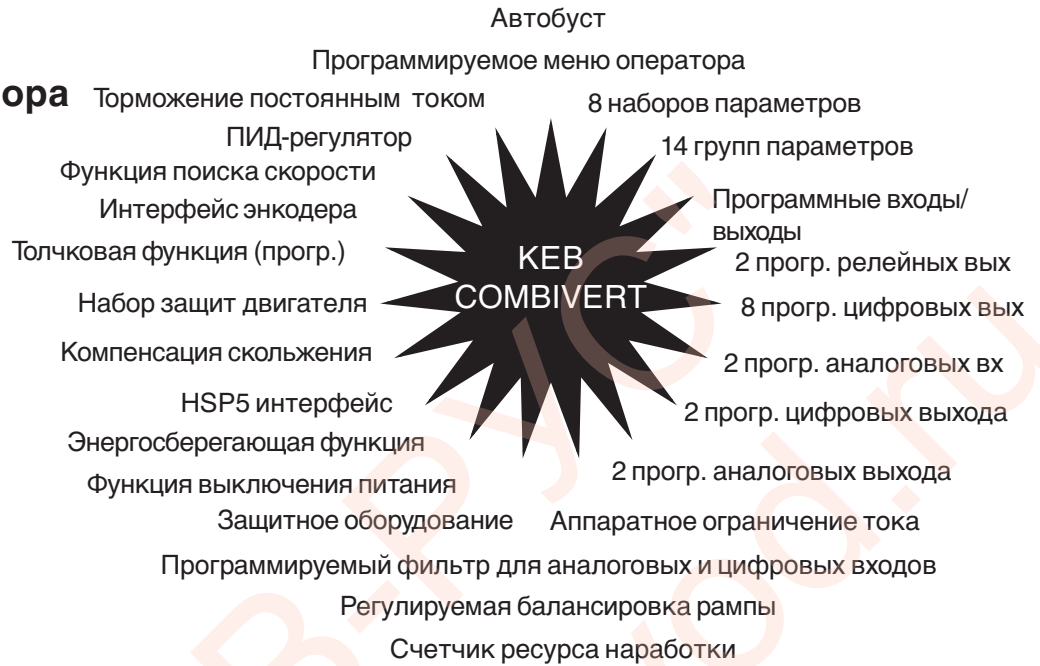 Автобуст
Программируемое меню оператора
ора
Торможение постоянным током
8 наборов параметров
ПИД-регулятор
14 групп параметров
Функция поиска скорости
Интерфейс энкодера
Программные входы/
выходы
Толчковая функция (прогр.)
KEB
COMBIVERT
2 прогр. релейных вых
Набор защит двигателя
8 прогр. цифровых вых
Компенсация скольжения
2 прогр. аналоговых вх
HSP5 интерфейс
2 прогр. цифровых выхода
Энергосберегающая функция
2 прогр. аналоговых выхода
Функция выключения питания
Защитное оборудование
Аппаратное ограничение тока
Программируемый фильтр для аналоговых и цифровых входов
Регулируемая балансировка рампы
Счетчик ресурса наработки
В-РУС"
od.ru